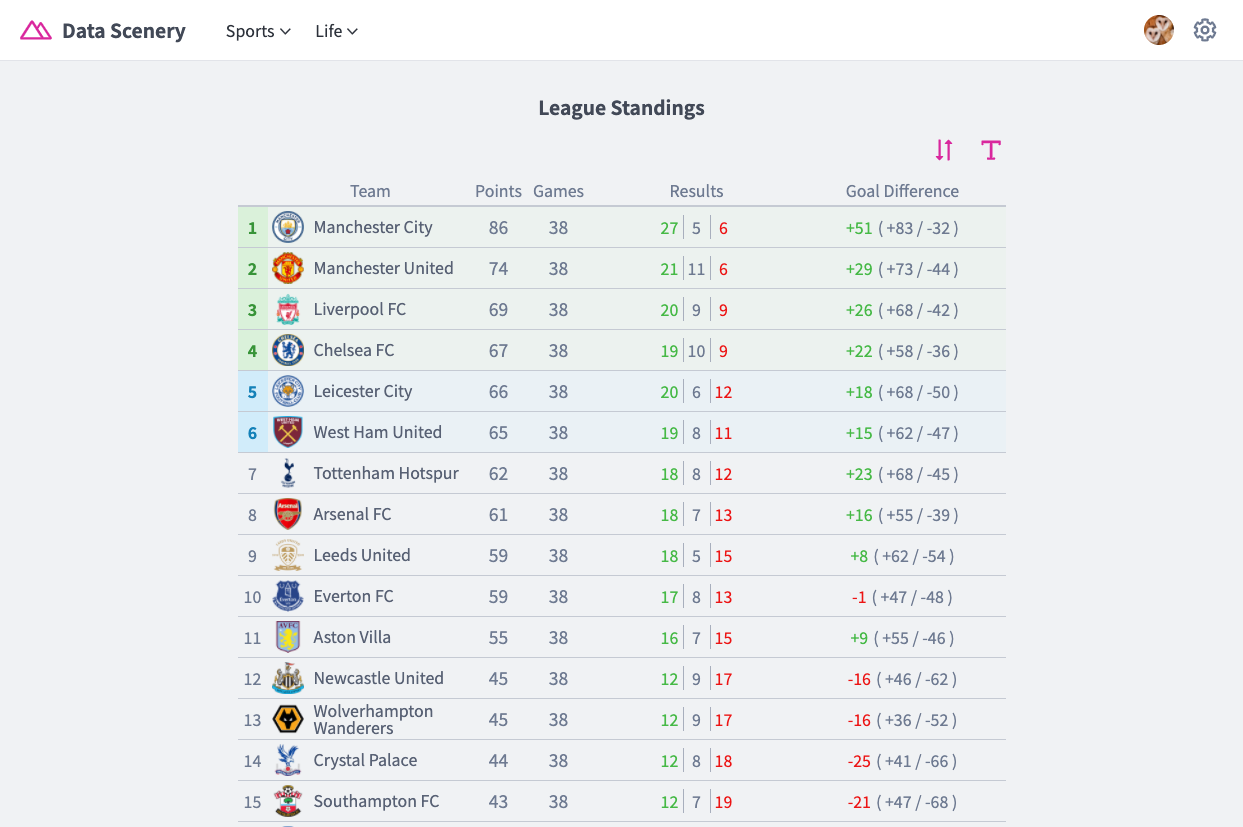 Data Scenery Sports Life
League Standings
Team Points Games Results Goal Difference
1 Manchester City 86 38 27 5 6 +51 ( +83 / -32 )
2 Manchester United 74 38 21 11 6 +29 ( +73 / -44 )
3 Liverpool FC 69 38 20 9 9 +26 ( +68 / -42 )
4 Chelsea FC 67 38 19 10 9 +22 ( +58 / -36 )
5 Leicester City 66 38 20 6 12 +18 ( +68 / -50 )
6 West Ham United 65 38 19 8 11 +15 ( +62 / -47 )
7 Tottenham Hotspur 62 38 18 8 12 +23 ( +68 / -45 )
8 Arsenal FC 61 38 18 7 13 +16 ( +55 / -39 )
9 Leeds United 59 38 18 5 15 +8 ( +62 / -54 )
10 Everton FC 59 38 17 8 13 -1 ( +47 / -48 )
11 Aston Villa 55 38 16 7 15 +9 ( +55 / -46 )
12 Newcastle United 45 38 12 9 17 -16 ( +46 / -62 )
13 Wolverhampton
Wanderers 45 38 12 9 17 -16 ( +36 / -52 )
14 Crystal Palace 44 38 12 8 18 -25 ( +41 / -66 )
15 Southampton FC 43 38 12 7 19 -21 ( +47 / -68 )